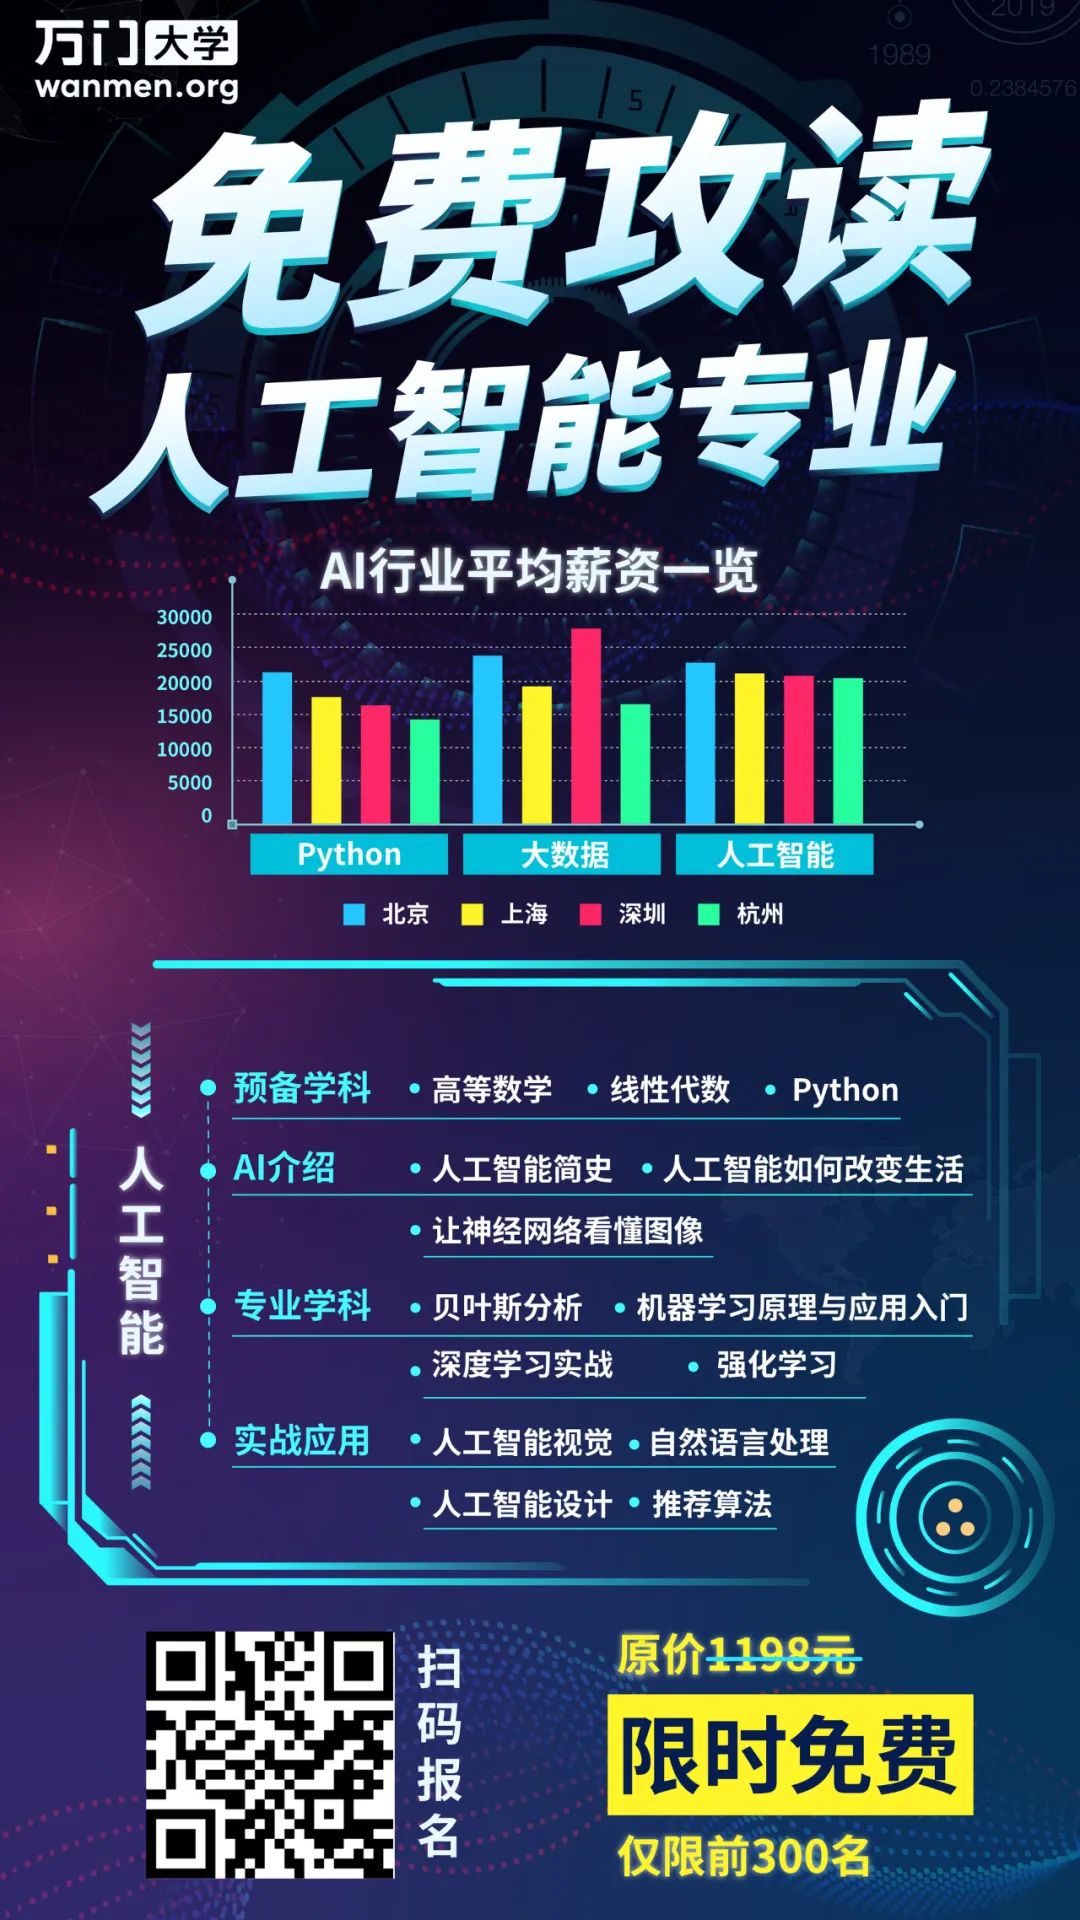 万门大学
wanmen.org
2019
1989
0.2384576
5
免费攻读
人工智能专业
AI行业平均薪资一览
30000
25000
20000
15000
10000
5000
0
Python 大数据 人工智能
北京 上海 深圳 杭州
人工智能
预备学科 • 高等数学 • 线性代数 • Python
AI介绍 • 人工智能简史 • 人工智能如何改变生活
• 让神经网络看懂图像
专业学科 • 贝叶斯分析 • 机器学习原理与应用入门
• 深度学习实战 • 强化学习
实战应用 • 人工智能视觉 • 自然语言处理
• 人工智能设计 • 推荐算法
扫码报名
原价1198元
限时免费
仅限前300名